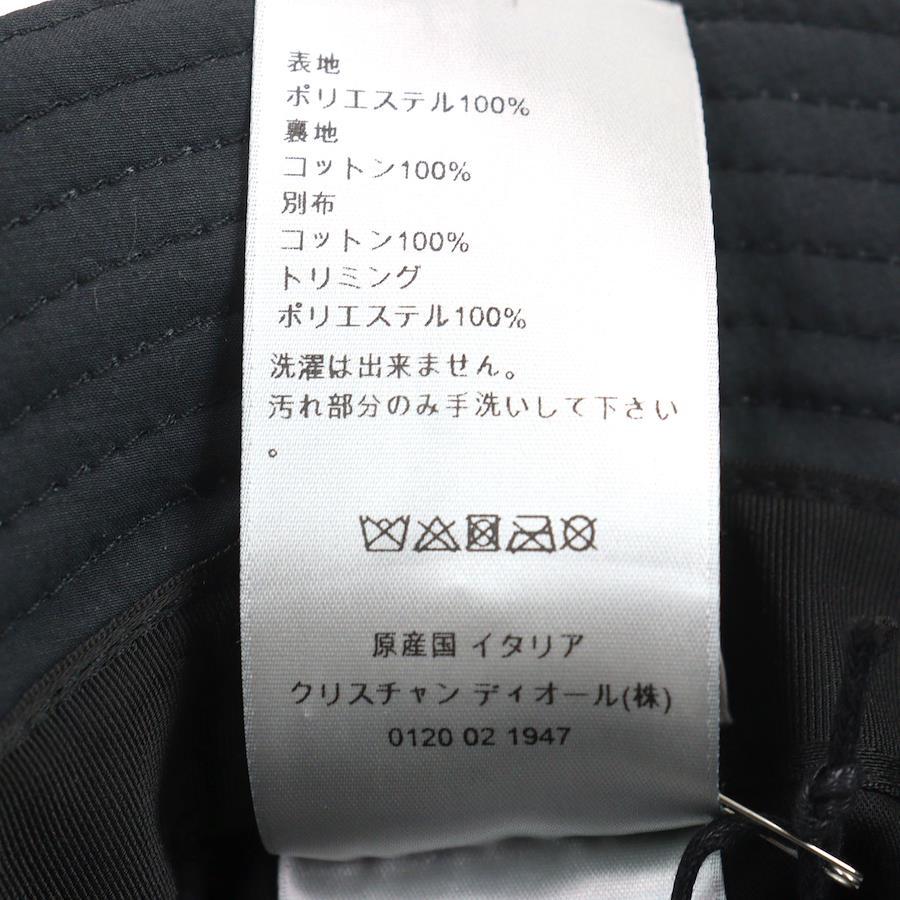 表地
ポリエステル100%
裏地
コットン100%
別布
コットン100%
トリミング
ポリエステル100%
洗濯は出来ません。
汚れ部分のみ手洗いして下さい
。
原産国 イタリア
クリスチャン ディオール(株)
0120 02 1947